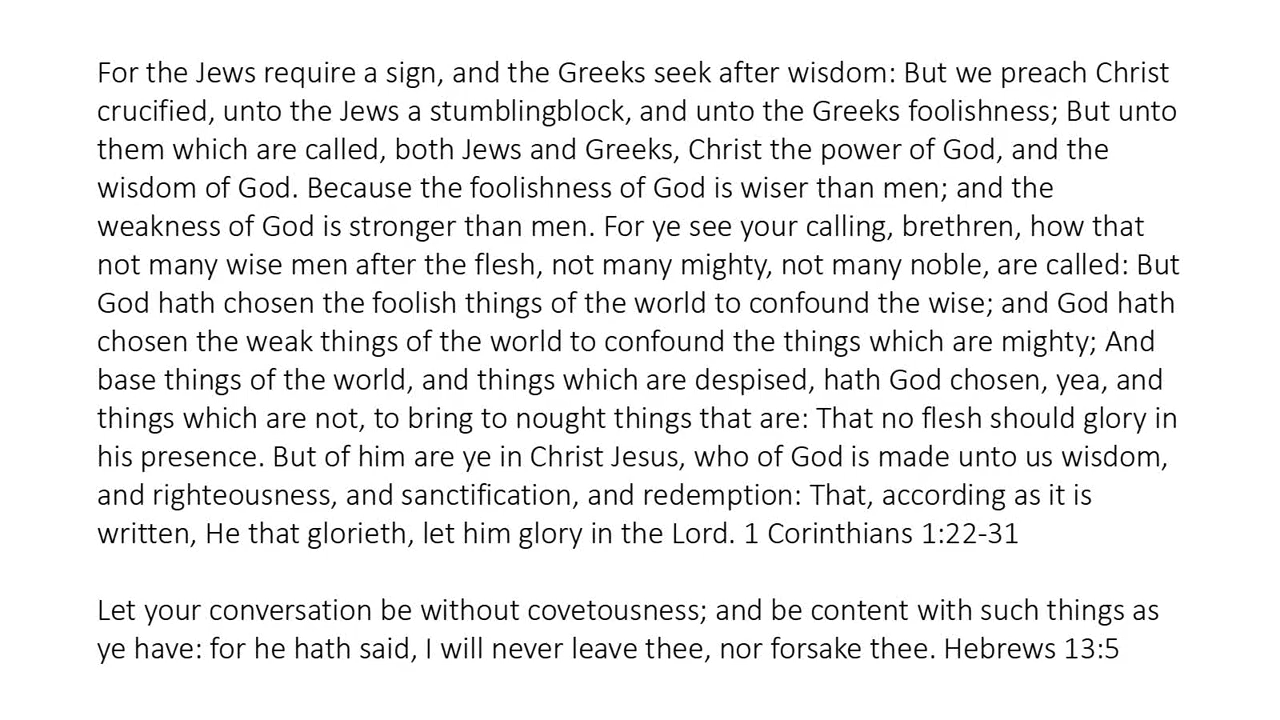 For the Jews require a sign, and the Greeks seek after wisdom: But we preach Christ
crucified, unto the Jews a stumblingblock, and unto the Greeks foolishness; But unto
them which are called, both Jews and Greeks, Christ the power of God, and the
wisdom of God. Because the foolishness of God is wiser than men; and the
weakness of God is stronger than men. For ye see your calling, brethren, how that
not many wise men after the flesh, not many mighty, not many noble, are called: But
God hath chosen the foolish things of the world to confound the wise; and God hath
chosen the weak things of the world to confound the things which are mighty; And
base things of the world, and things which are despised, hath God chosen, yea, and
things which are not, to bring to nought things that are: That no flesh should glory in
his presence. But of him are ye in Christ Jesus, who of God is made unto us wisdom,
and righteousness, and sanctification, and redemption: That, according as it is
written, He that glorieth, let him glory in the Lord. 1 Corinthians 1:22-31
Let your conversation be without covetousness; and be content with such things as
ye have: for he hath said, I will never leave thee, nor forsake thee. Hebrews 13:5